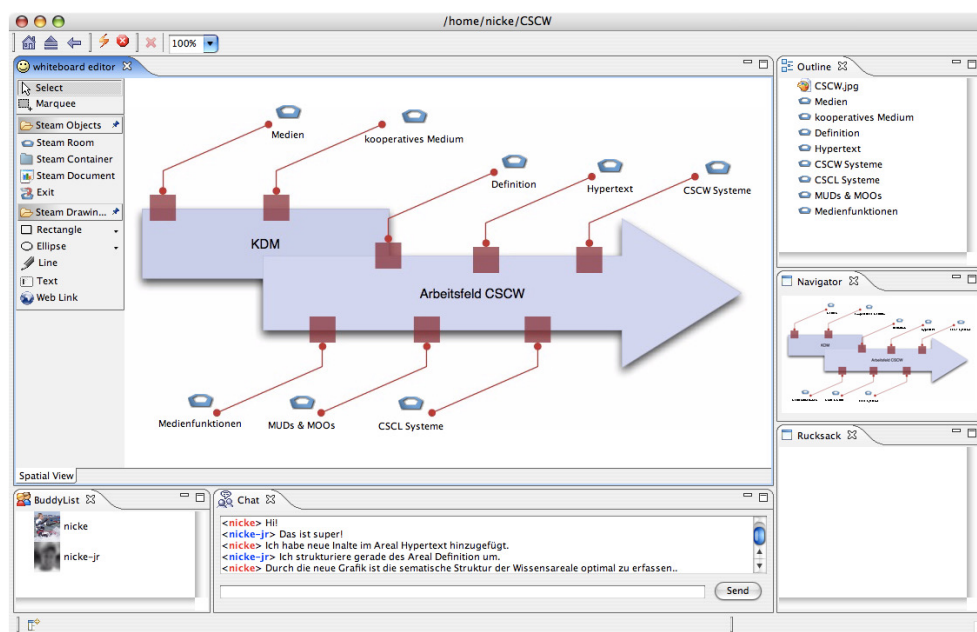 /home/nicke/CSCW
100%
whiteboard editor
Select
Marquee
Steam Objects
Steam Room
Steam Container
Steam Document
Exit
Steam Drawin...
Rectangle
Ellipse
Line
Text
Web Link
Medien
kooperatives Medium
Definition
Hypertext
CSCW Systeme
KDM
Arbeitsfeld CSCW
Medienfunktionen
MUDs & MOOs
CSCL Systeme
Spatial View
Outline
CSCW.jpg
Medien
kooperatives Medium
Definition
Hypertext
CSCW Systeme
CSCL Systeme
MUDs & MOOs
Medienfunktionen
Navigator
KDM
Arbeitsfeld CSCW
Rucksack
BuddyList
nicke
nicke-jr
Chat
<nicke> Hi!
<nicke-jr> Das ist super!
<nicke> Ich habe neue Inalte im Areal Hypertext hinzugefügt.
<nicke-jr> Ich strukturiere gerade des Areal Definition um.
<nicke> Durch die neue Grafik ist die sematische Struktur der Wissensareale optimal zu erfassen..
Send